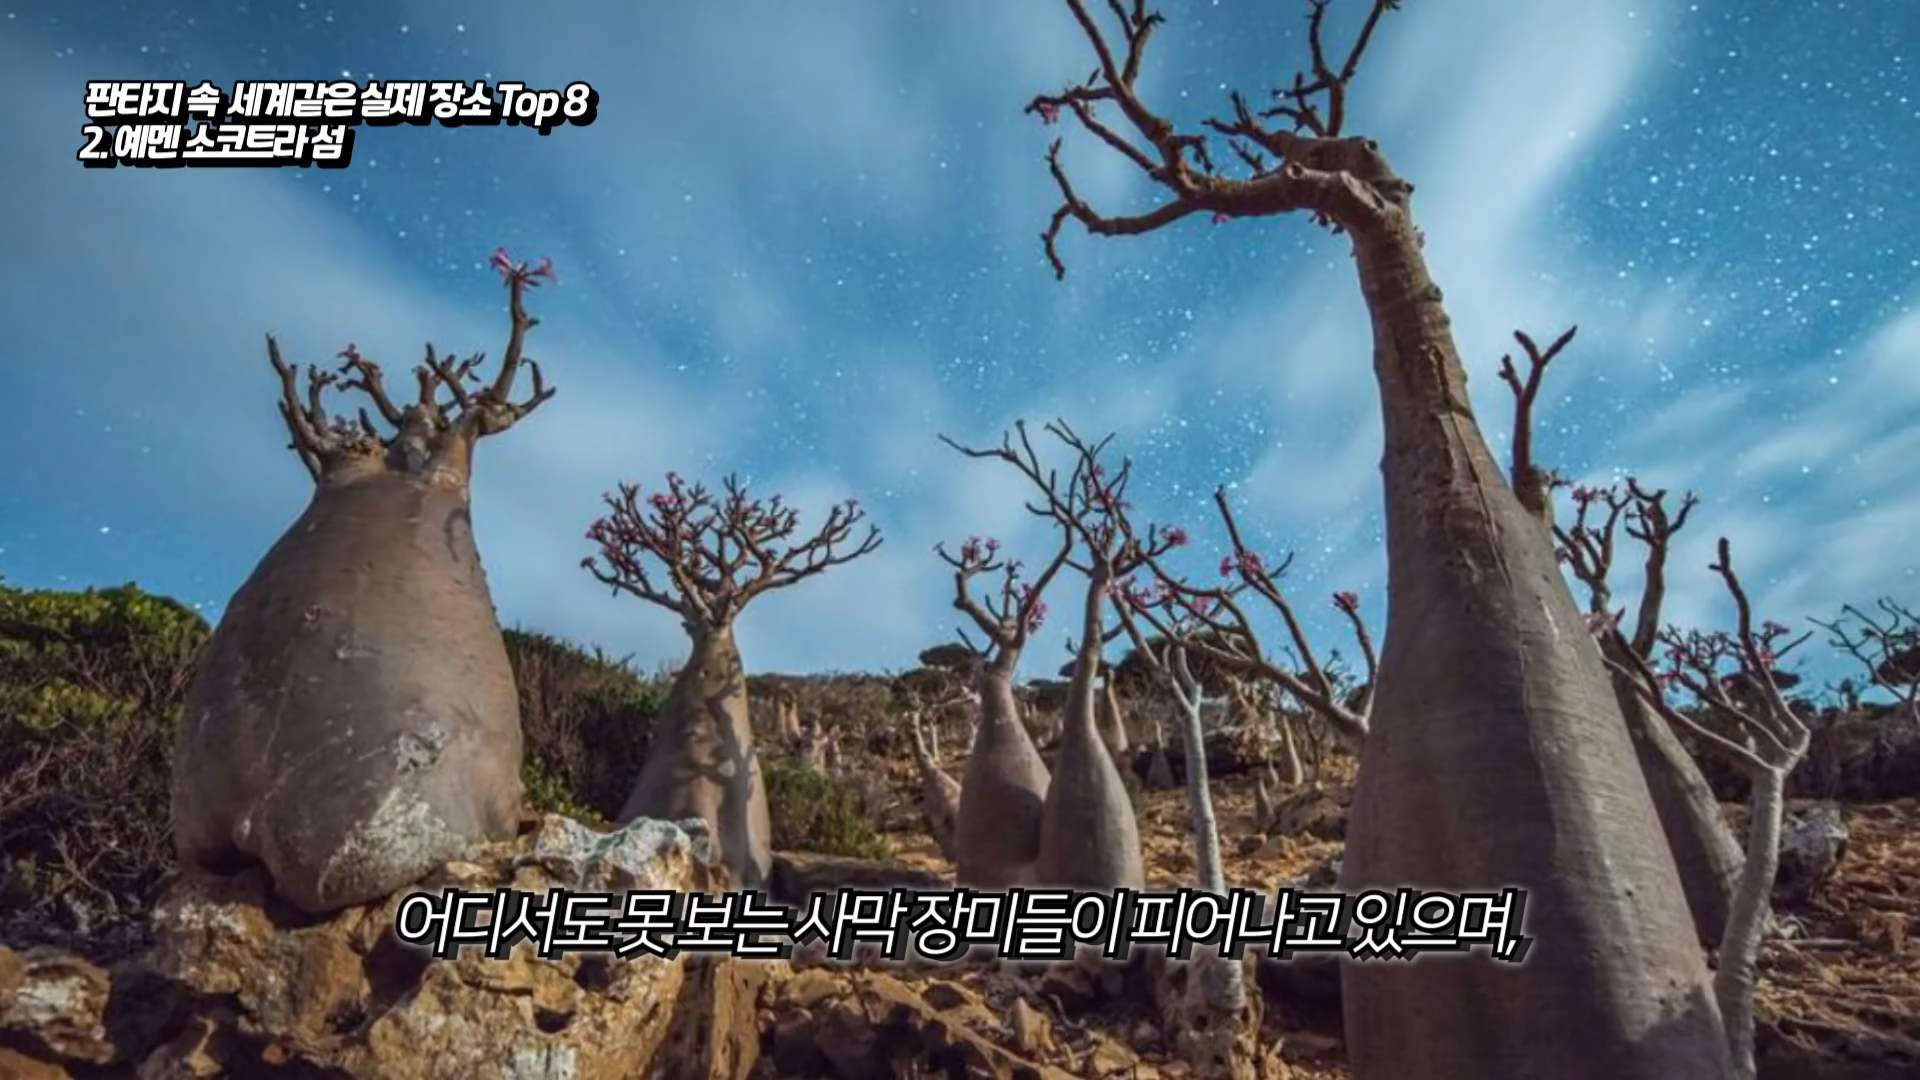 판타지 속 세계같은 실제 장소 Top 8
2. 예멘 소코트라 섬
어디서도 못 보는 사막 장미들이 피어나고 있으며,